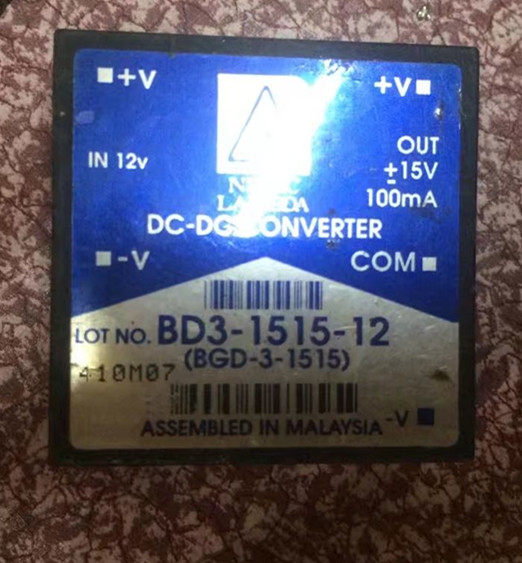 +V
+V
IN 12v
OUT
±15V
100mA
DC-DC CONVERTER
-V
COM
LOT NO. BD3-1515-12
(BGD-3-1515)
410M07
ASSEMBLED IN MALAYSIA
-V